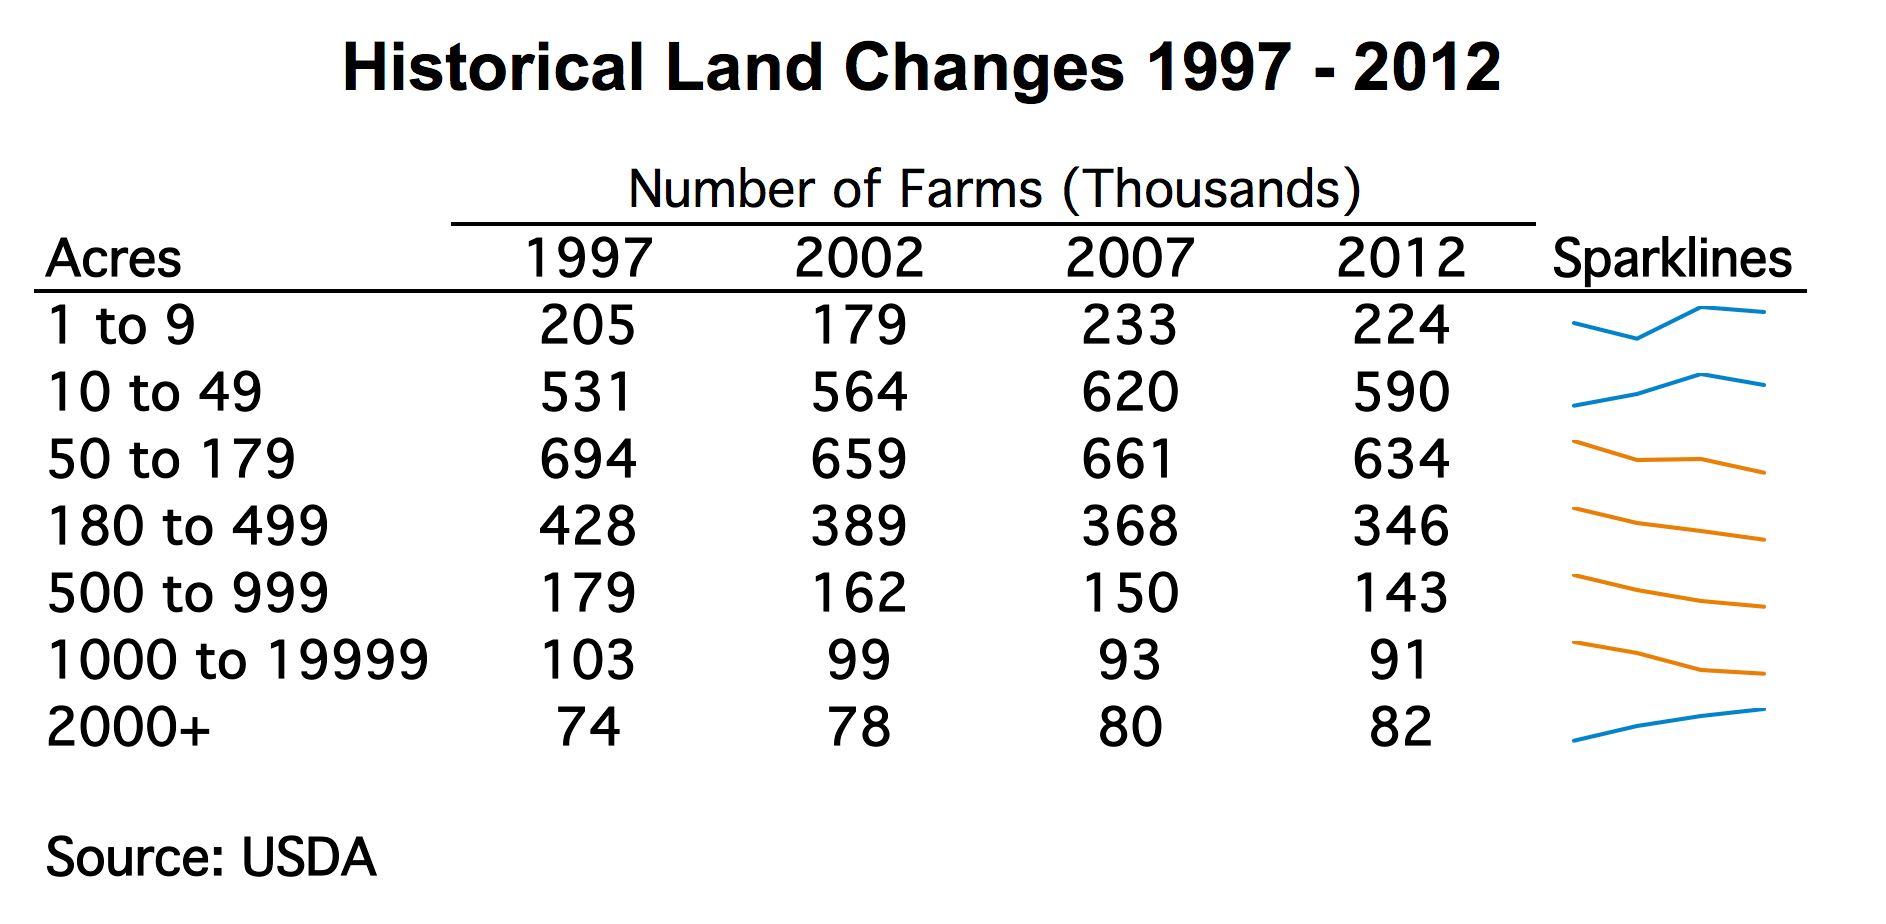 Historical Land Changes 1997 - 2012
Number of Farms (Thousands)
Acres 1997 2002 2007 2012 Sparklines
1 to 9 205 179 233 224
10 to 49 531 564 620 590
50 to 179 694 659 661 634
180 to 499 428 389 368 346
500 to 999 179 162 150 143
1000 to 19999 103 99 93 91
2000+ 74 78 80 82
Source: USDA